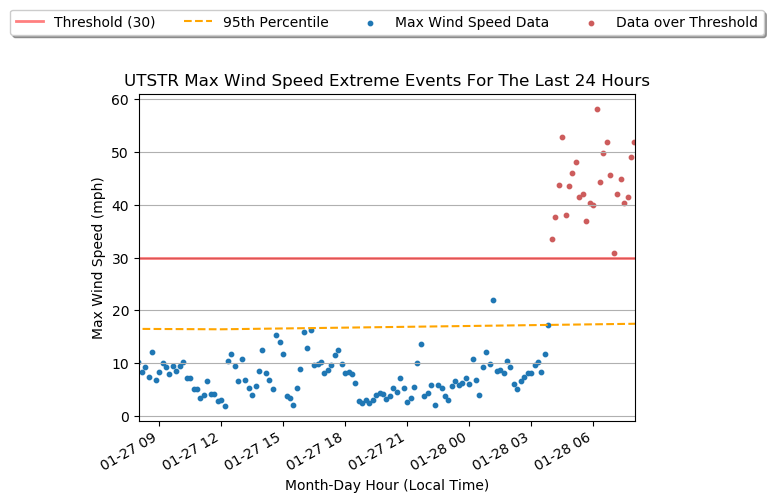 Threshold (30) 95th Percentile Max Wind Speed Data Data over Threshold
UTSTR Max Wind Speed Extreme Events For The Last 24 Hours
Max Wind Speed (mph)
60
50
40
30
20
10
0
01-27 09 01-27 12 01-27 15 01-27 18 01-27 21 01-28 00 01-28 03 01-28 06
Month-Day Hour (Local Time)